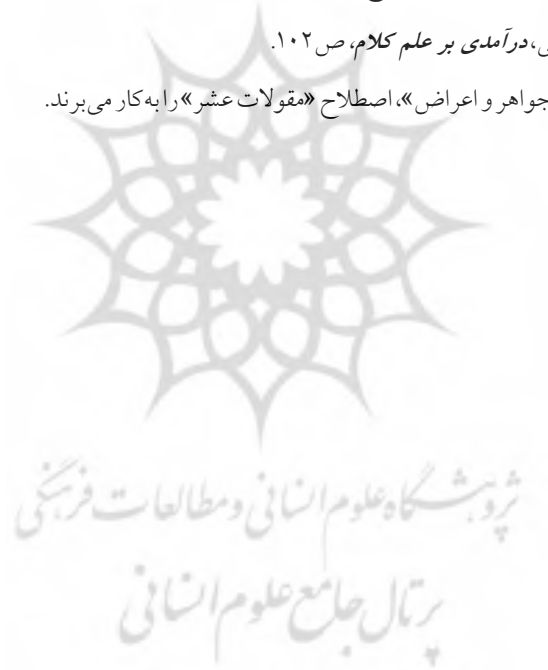 درآمدی بر علم کلام، ص۱۰۲.
جواهر و اعراض»، اصطلاح «مقولات عشر» را به‌کار می‌برند.
پژوهشگاه علوم انسانی و مطالعات فرهنگی
پرتال جامع علوم انسانی